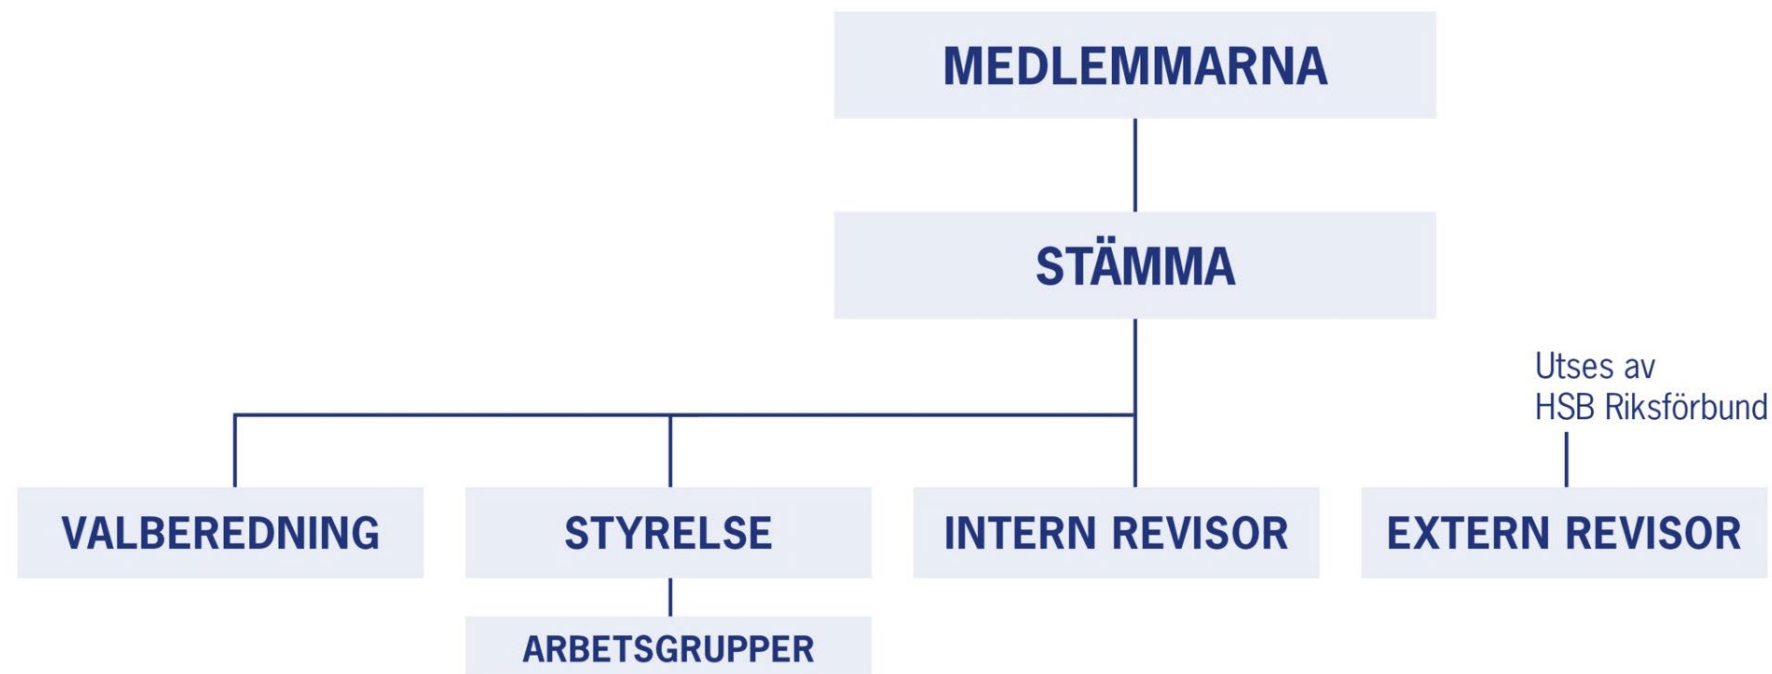 MEDLEMMARNA
STÄMMA
Utses av
HSB Riksförbund
VALBEREDNING
STYRELSE
INTERN REVISOR
EXTERN REVISOR
ARBETSGRUPPER